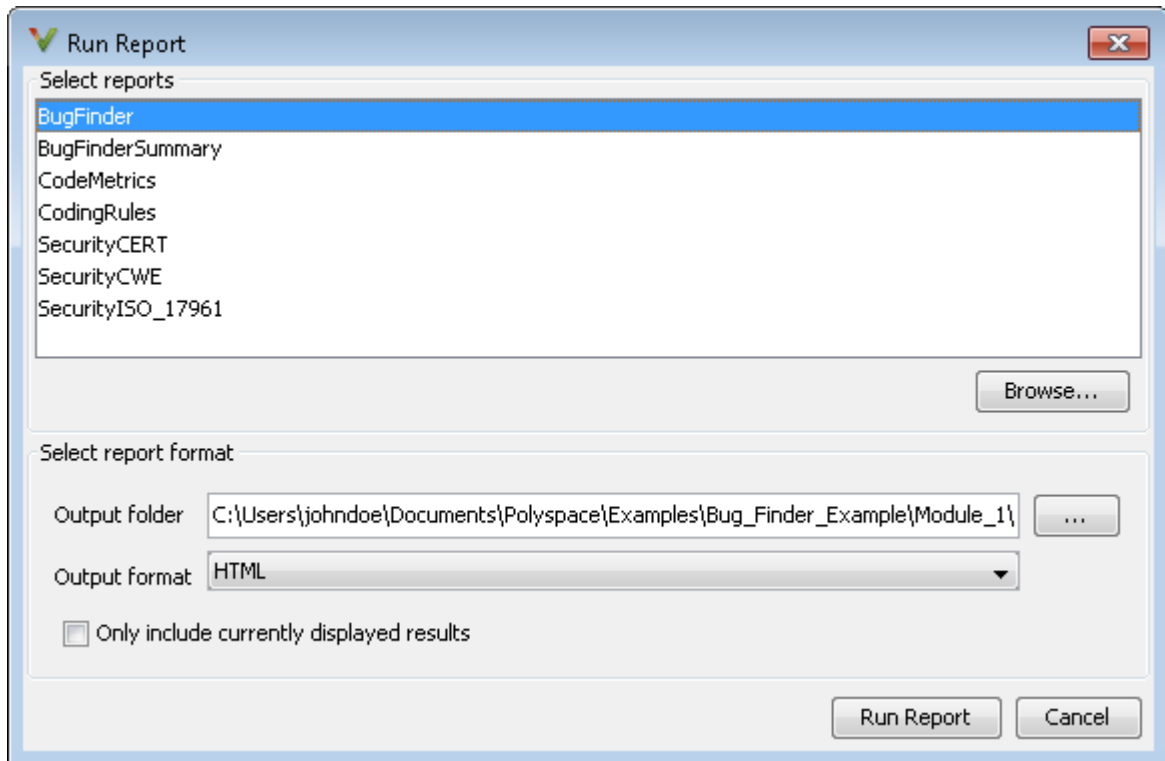 Run Report
Select reports
BugFinder
BugFinderSummary
CodeMetrics
CodingRules
SecurityCERT
SecurityCWE
SecurityISO_17961
Browse...
Select report format
Output folder C:\Users\johndoe\Documents\Polyspace\Examples\Bug_Finder_Example\Module_1\ ...
Output format HTML
Only include currently displayed results
Run Report Cancel